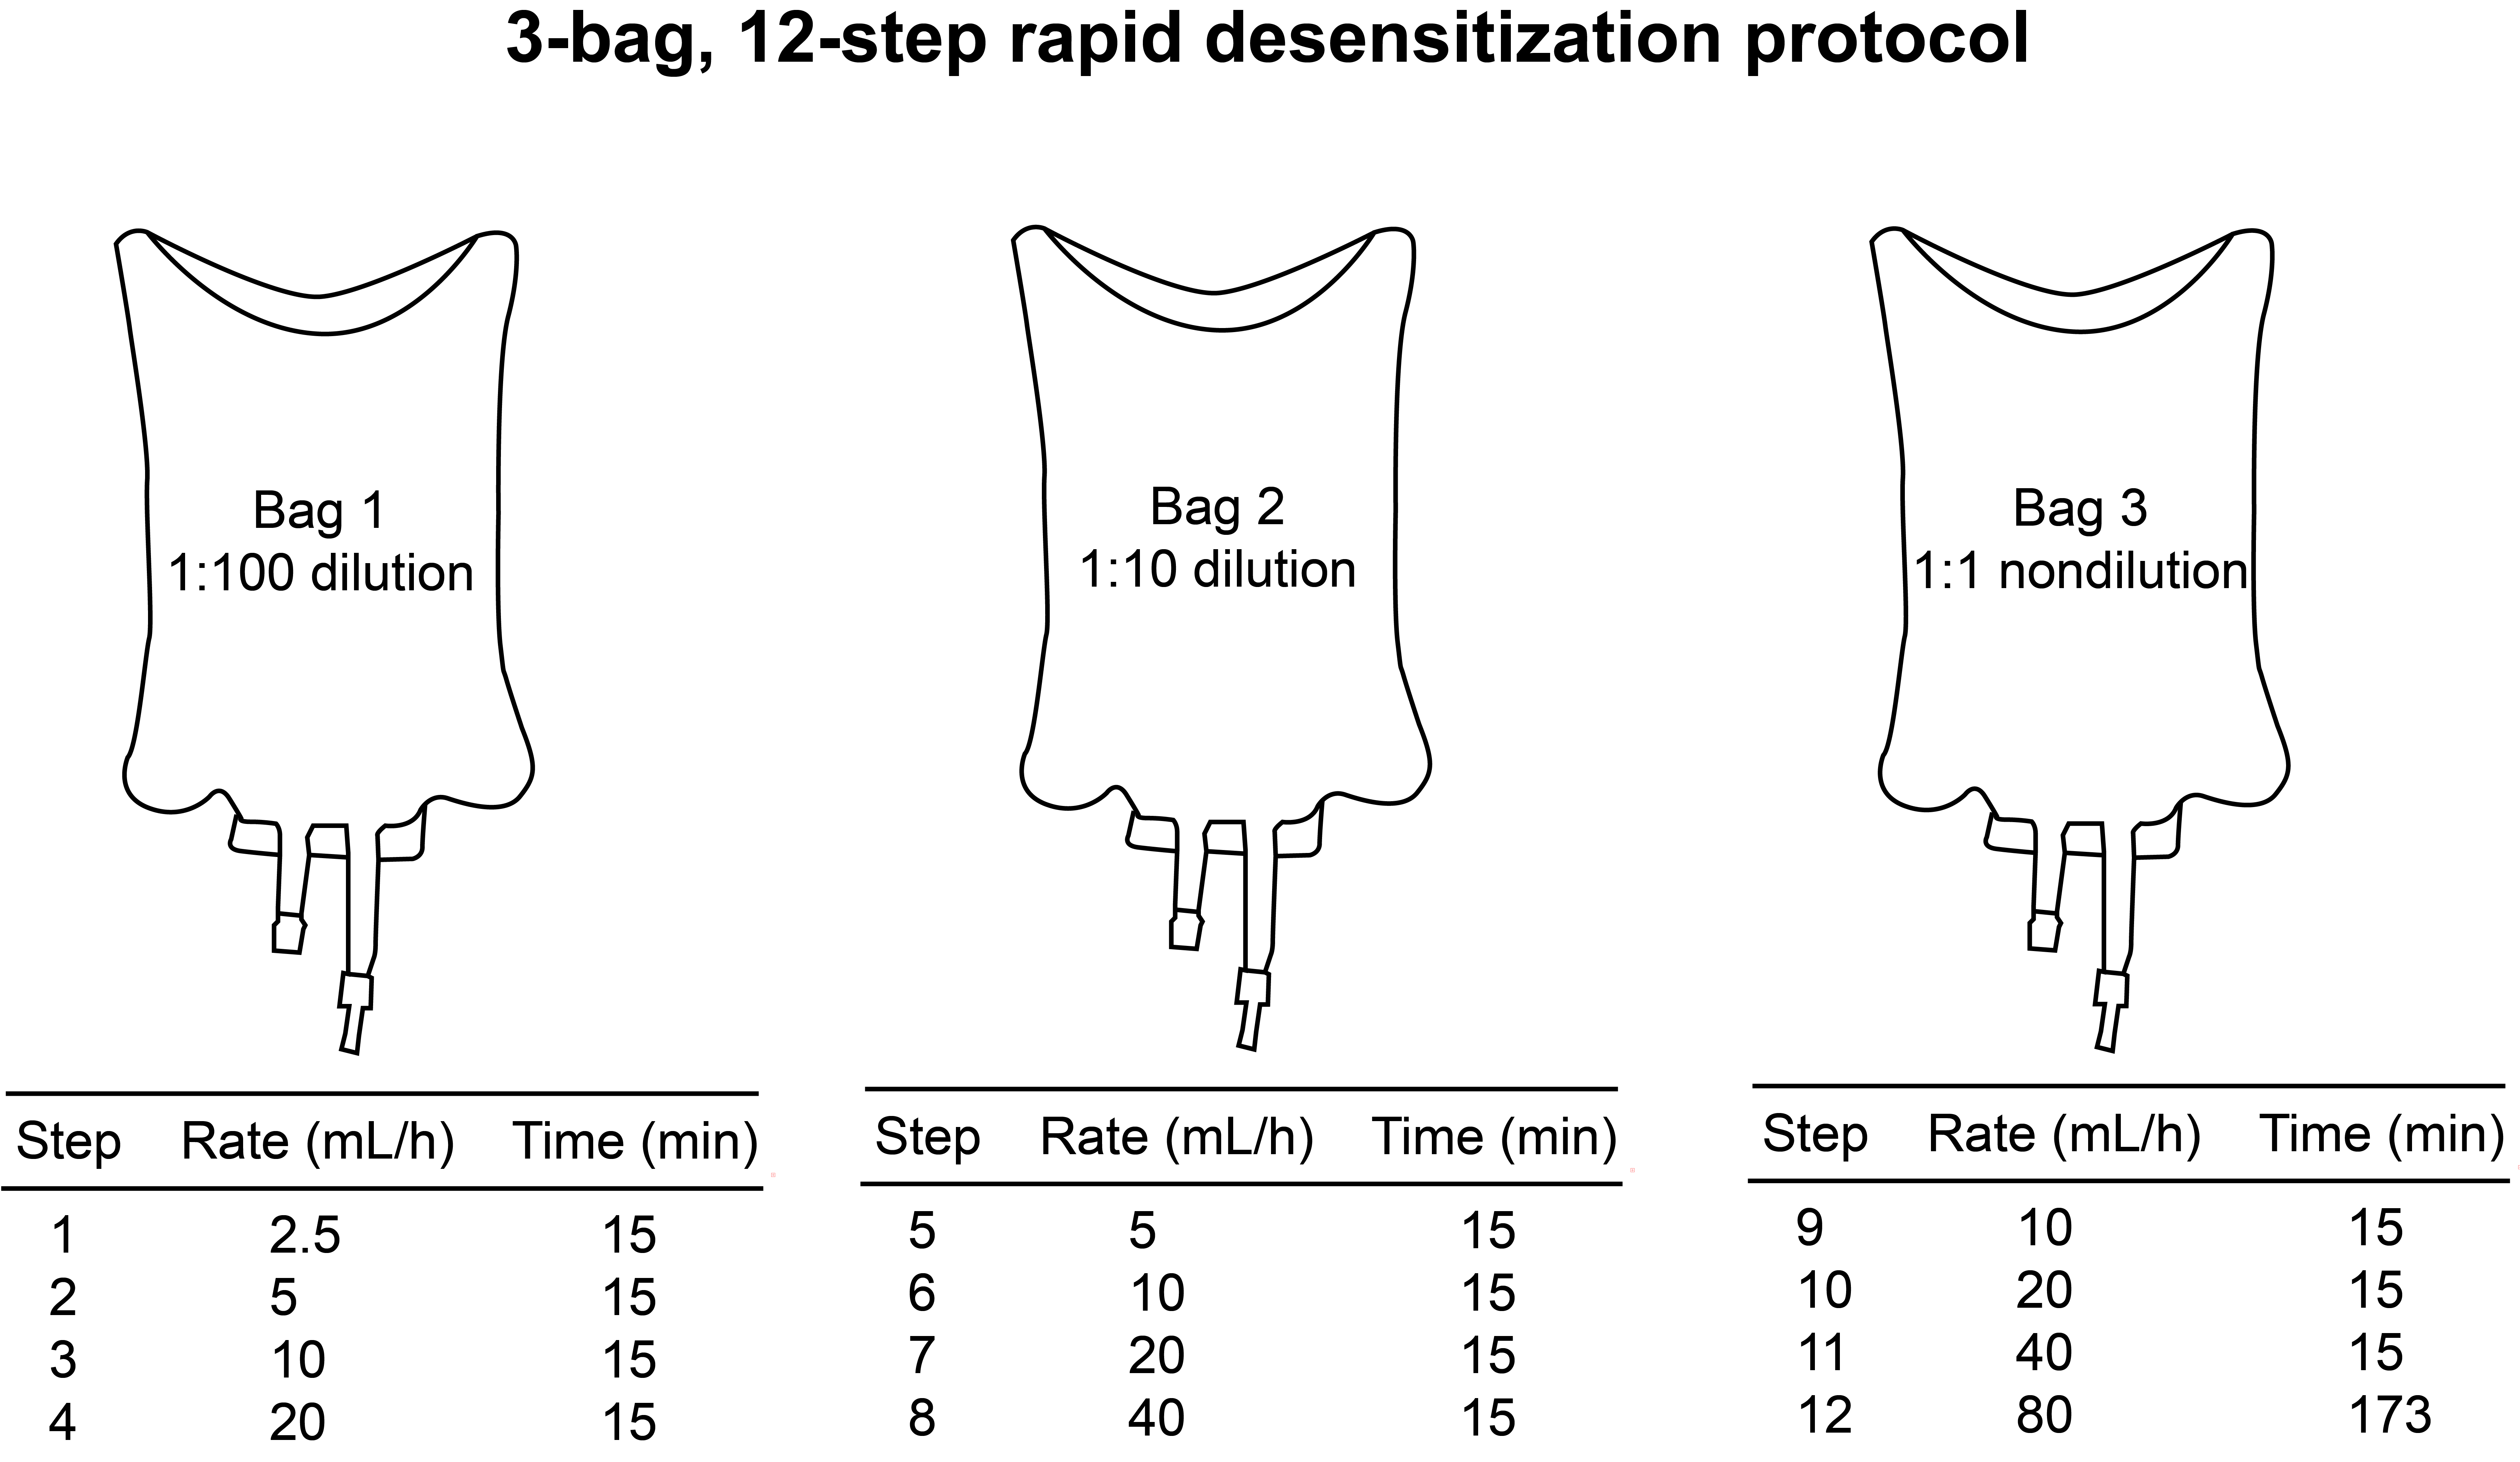 3-bag, 12-step rapid desensitization protocol
Bag 1
1:100 dilution
Bag 2
1:10 dilution
Bag 3
1:1 nondilution
Step Rate (mL/h) Time (min)
1 2.5 15
2 5 15
3 10 15
4 20 15
Step Rate (mL/h) Time (min)
5 5 15
6 10 15
7 20 15
8 40 15
Step Rate (mL/h) Time (min)
9 10 15
10 20 15
11 40 15
12 80 173